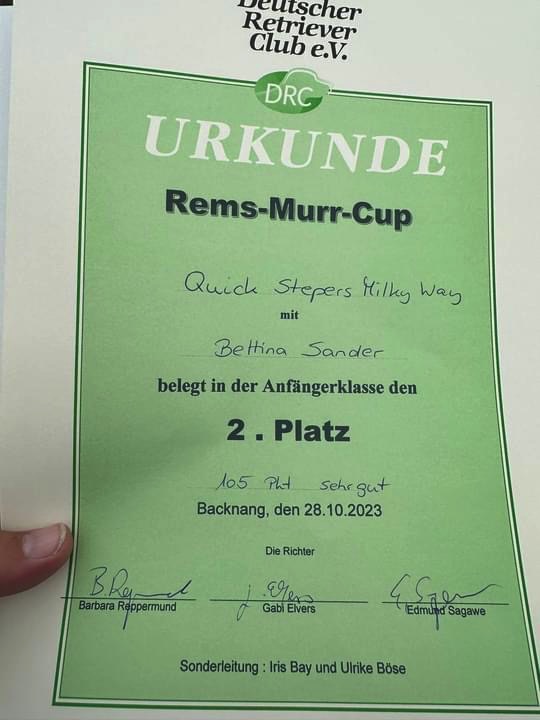 Deutscher
Retriever
Club e.V.
DRC
URKUNDE
Rems-Murr-Cup
Quick Stepers Milky Way
mit
Bettina Sander
belegt in der Anfängerklasse den
2 . Platz
105 Pkt sehr gut
Backnang, den 28.10.2023
Die Richter
Barbara Reppermund
Gabi Elvers
Edmund Sagawe
Sonderleitung : Iris Bay und Ulrike Böse